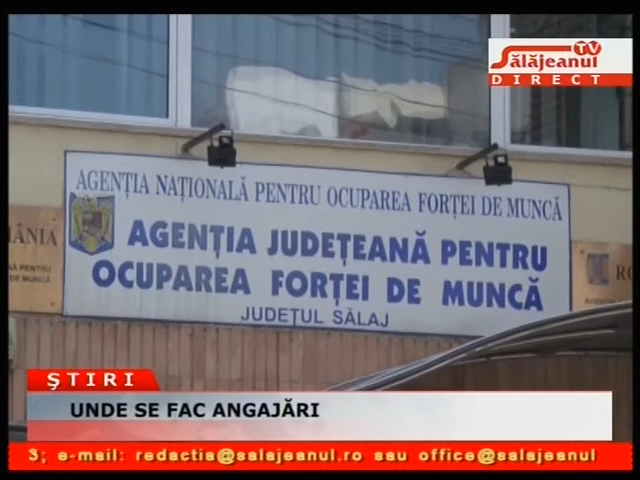 Sălăjeanul TV
DIRECT
AGENȚIA NAȚIONALĂ PENTRU OCUPAREA FORȚEI DE MUNCĂ
AGENȚIA JUDEȚEANĂ PENTRU
OCUPAREA FORȚEI DE MUNCĂ
JUDEȚUL SĂLAJ
ȘTIRI
UNDE SE FAC ANGAJĂRI
3; e-mail: redactia@salajeanul.ro sau office@salajeanul